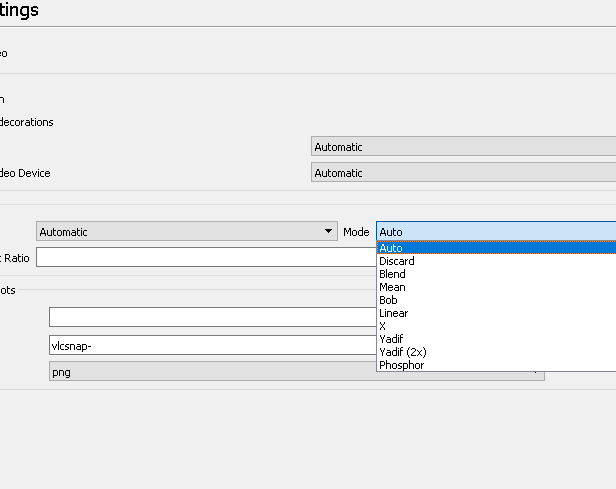 tings
eo
n
decorations
Automatic
deo Device
Automatic
Automatic
Mode
Auto
t Ratio
Auto
Discard
Blend
Mean
Bob
Linear
X
Yadif
Yadif (2x)
Phosphor
ots
vlcsnap-
png